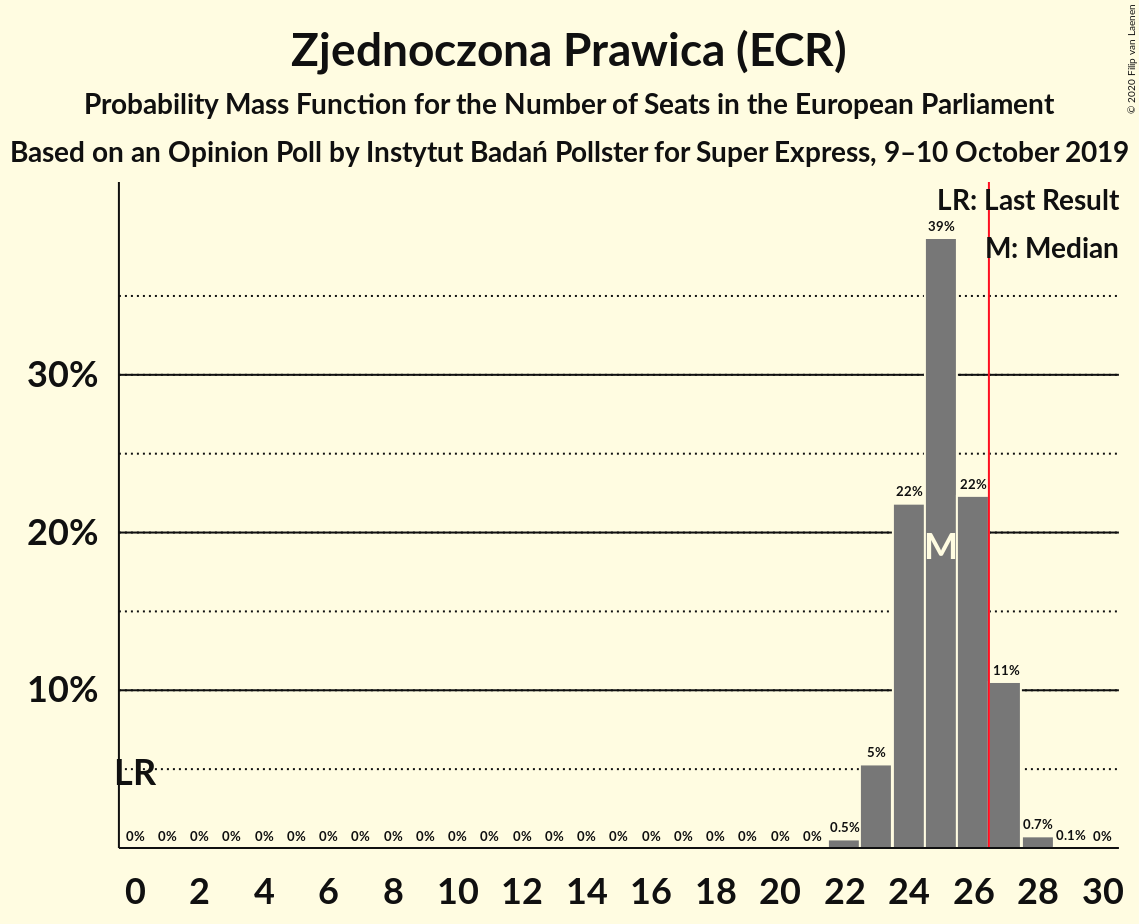 Zjednoczona Prawica (ECR)
Probability Mass Function for the Number of Seats in the European Parliament
Based on an Opinion Poll by Instytut Badań Pollster for Super Express, 9–10 October 2019
© 2020 Filip van Laenen
LR: Last Result
M: Median
39%
30%
22% 22%
20%
M
11%
10%
5%
LR
0% 0% 0% 0% 0% 0% 0% 0% 0% 0% 0% 0% 0% 0% 0% 0% 0% 0% 0% 0% 0% 0% 0.5% 0.7% 0.1% 0%
0 2 4 6 8 10 12 14 16 18 20 22 24 26 28 30